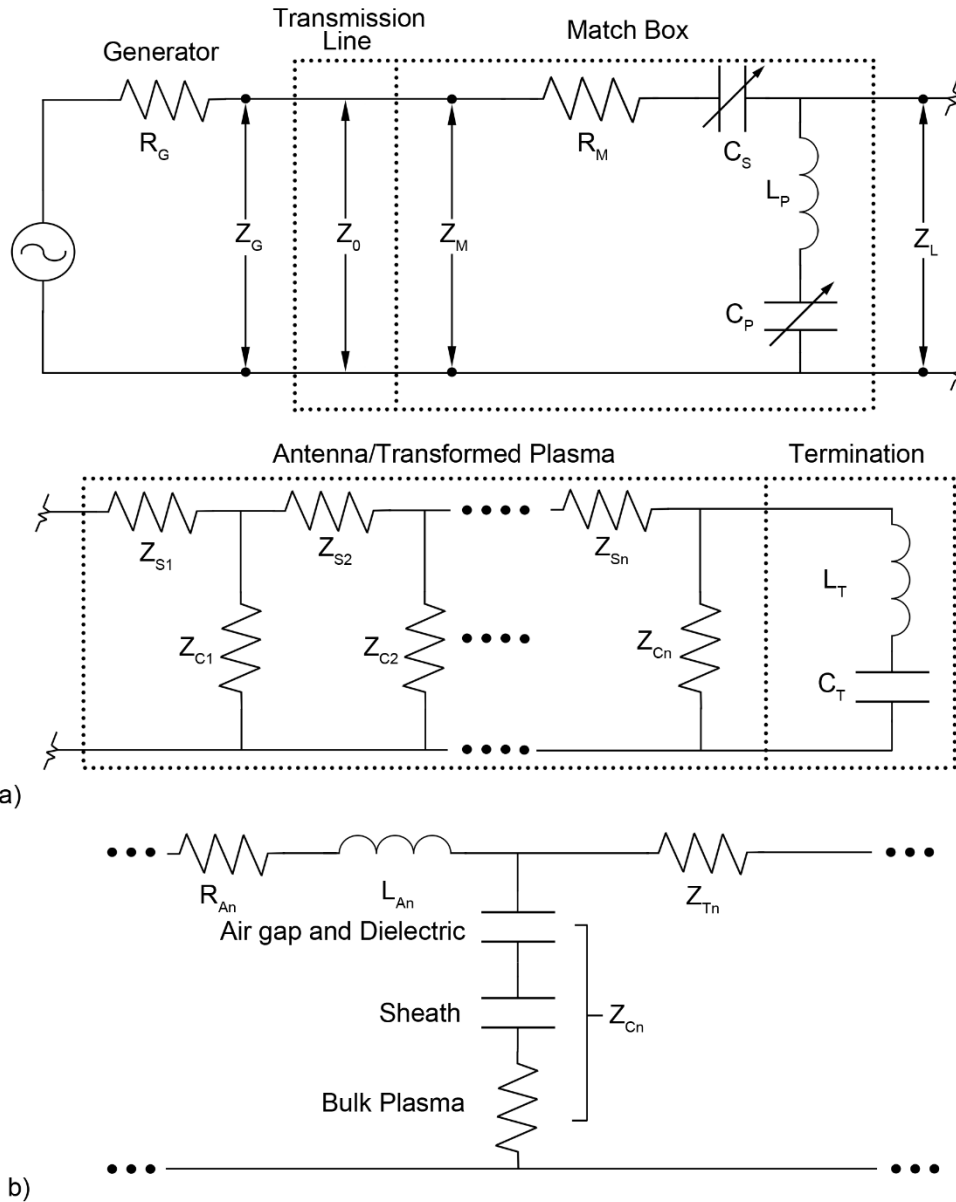 Transmission
Line
Generator
Match Box
R_G
R_M
C_S
L_P
Z_G
Z_0
Z_M
Z_L
C_P
Antenna/Transformed Plasma
Termination
Z_S1
Z_S2
Z_Sn
L_T
Z_C1
Z_C2
Z_Cn
C_T
a)
R_An
L_An
Z_Tn
Air gap and Dielectric
Sheath
Z_Cn
Bulk Plasma
b)